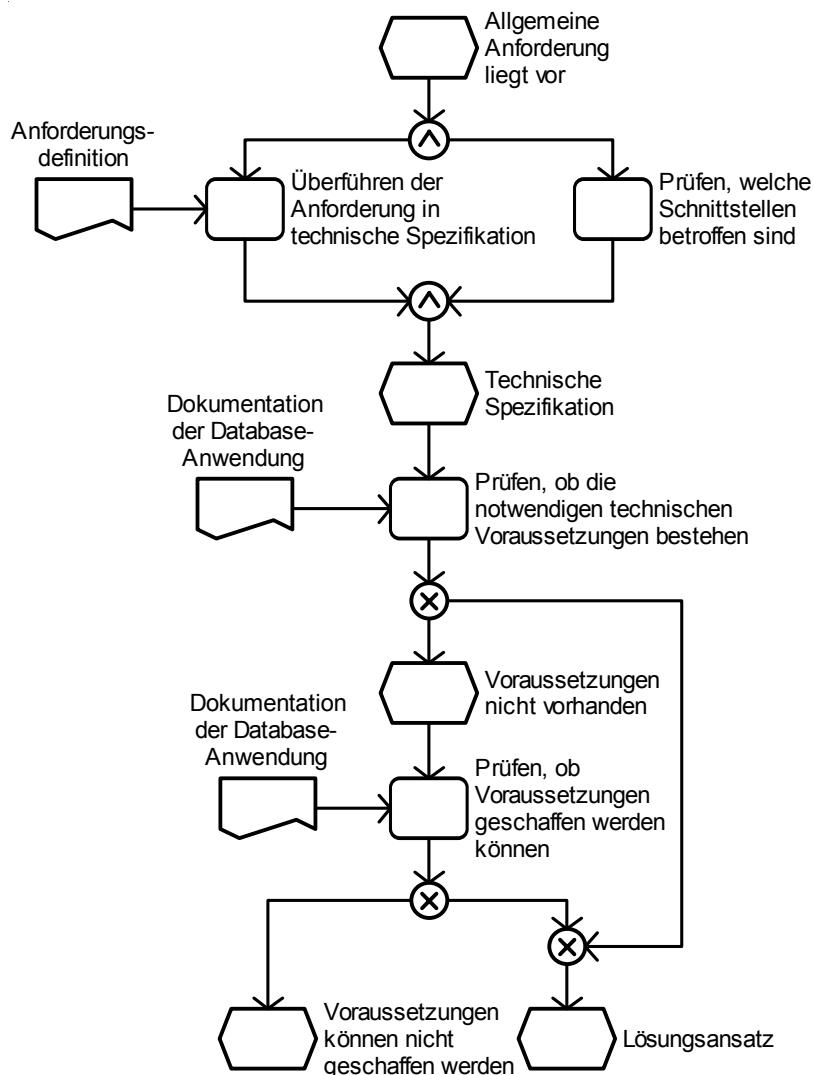 Allgemeine
Anforderung
liegt vor
Anforderungs-
definition
Überführen der
Anforderung in
technische Spezifikation
Prüfen, welche
Schnittstellen
betroffen sind
Technische
Spezifikation
Dokumentation
der Database-
Anwendung
Prüfen, ob die
notwendigen technischen
Voraussetzungen bestehen
Voraussetzungen
nicht vorhanden
Dokumentation
der Database-
Anwendung
Prüfen, ob
Voraussetzungen
geschaffen werden
können
Voraussetzungen
können nicht
geschaffen werden
Lösungsansatz